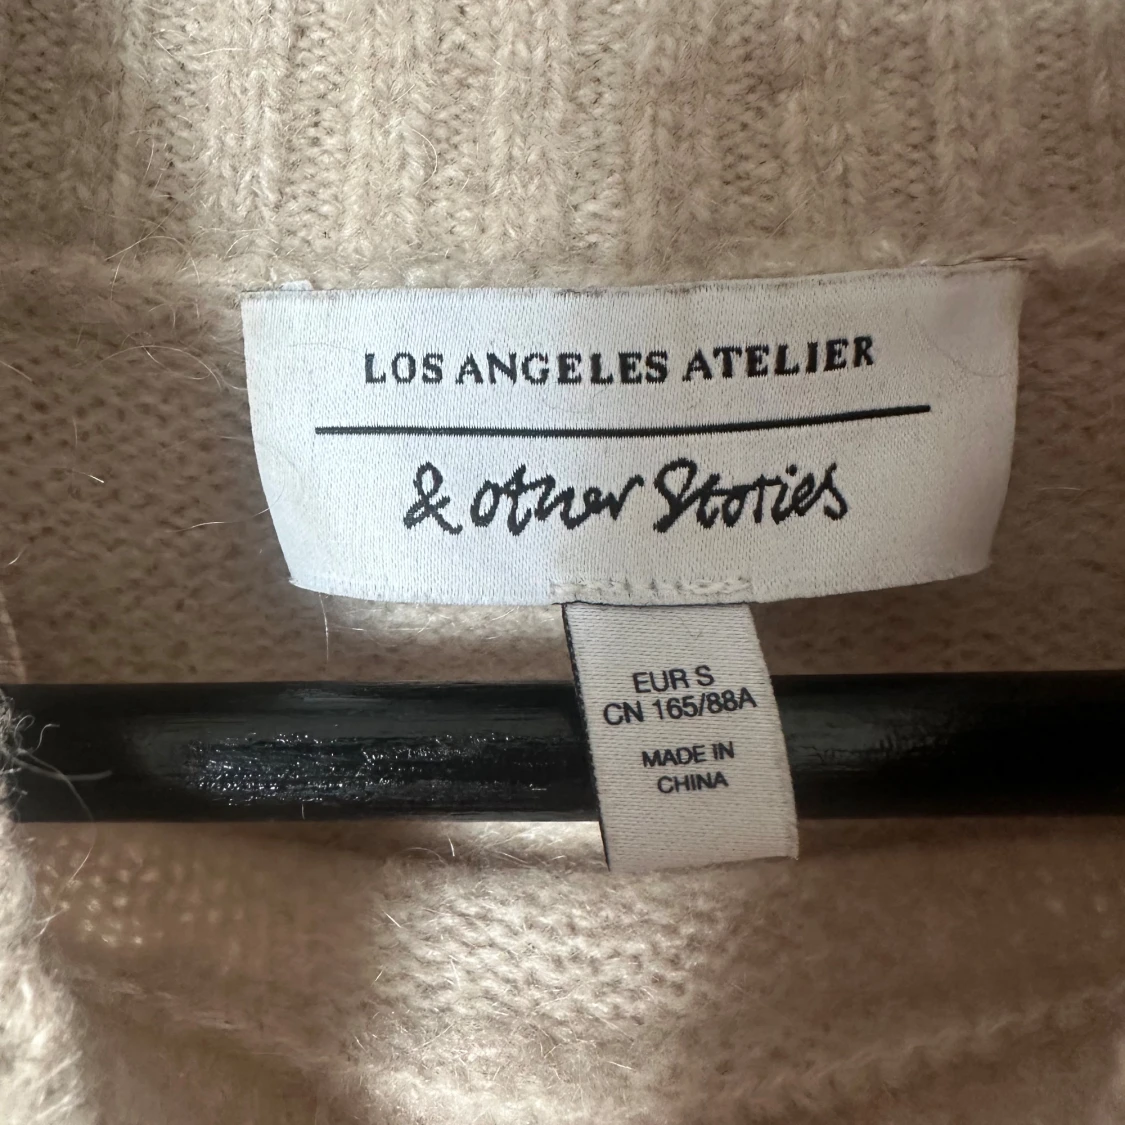 LOS ANGELES ATELIER
& other Stories
EUR S
CN 165/88A
MADE IN
CHINA